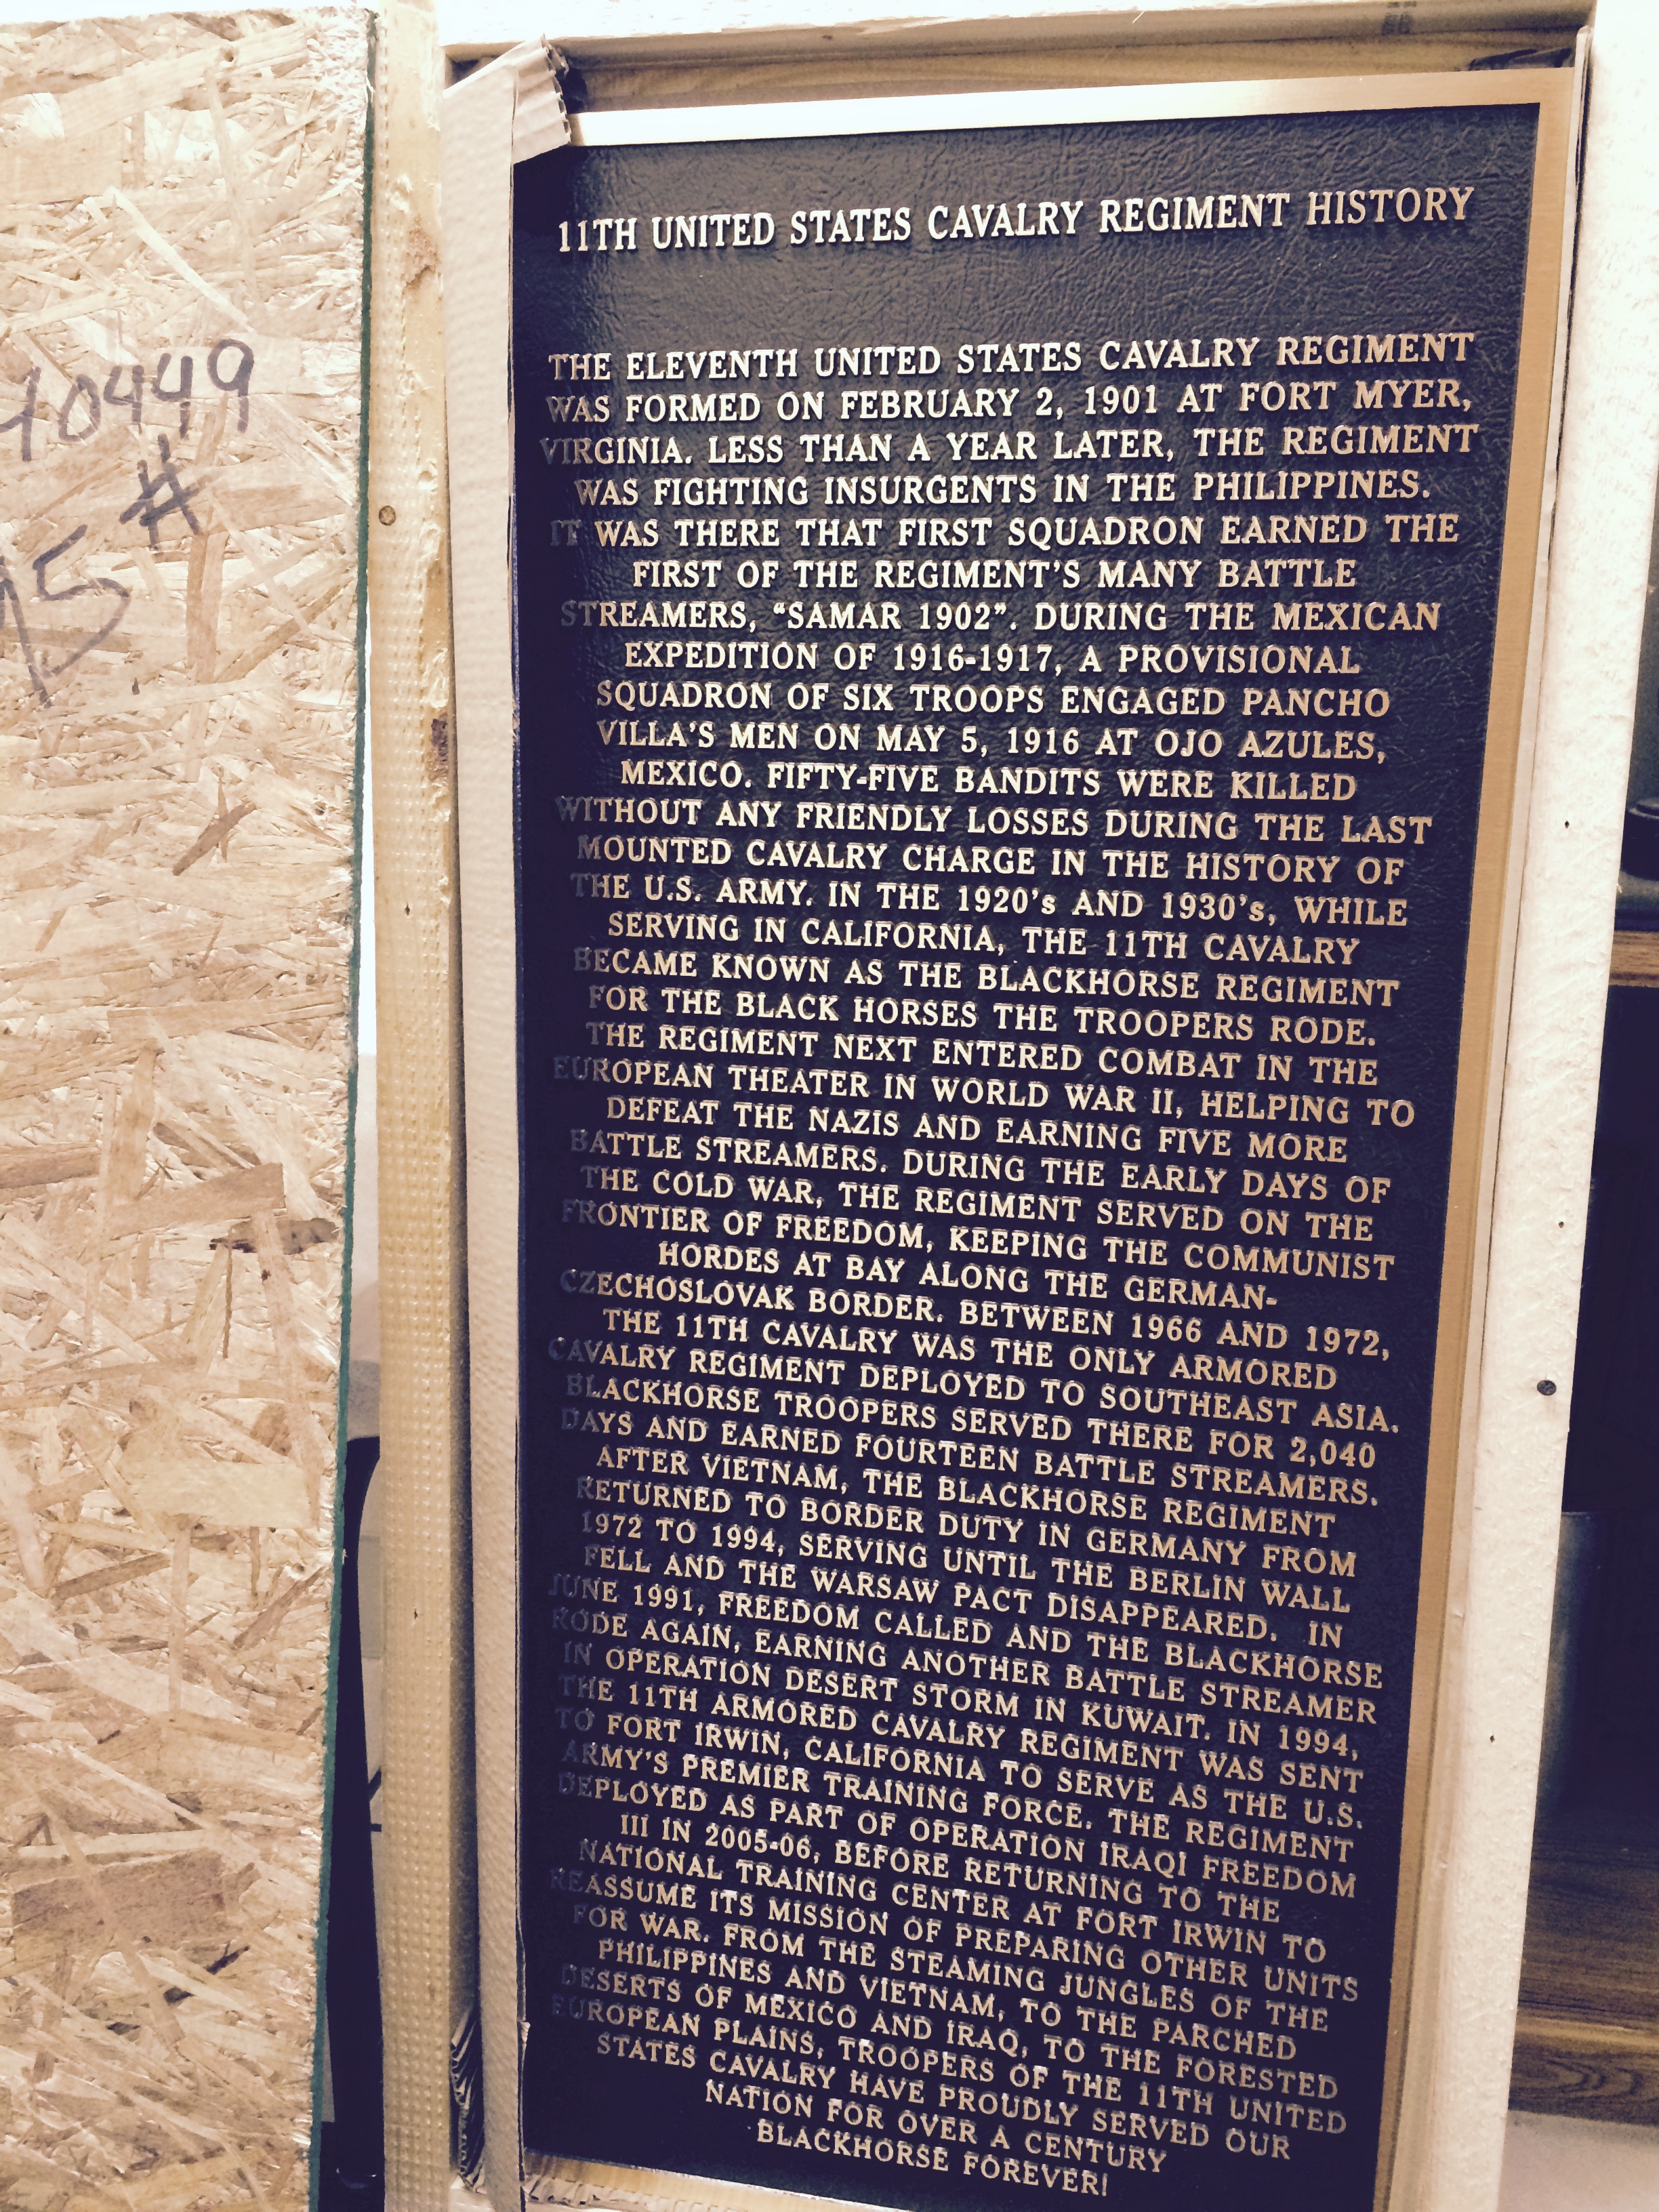 40449
#
11TH UNITED STATES CAVALRY REGIMENT HISTORY
THE ELEVENTH UNITED STATES CAVALRY REGIMENT
WAS FORMED ON FEBRUARY 2, 1901 AT FORT MYER,
VIRGINIA. LESS THAN A YEAR LATER, THE REGIMENT
WAS FIGHTING INSURGENTS IN THE PHILIPPINES.
IT WAS THERE THAT FIRST SQUADRON EARNED THE
FIRST OF THE REGIMENT'S MANY BATTLE
STREAMERS, “SAMAR 1902”. DURING THE MEXICAN
EXPEDITION OF 1916-1917, A PROVISIONAL
SQUADRON OF SIX TROOPS ENGAGED PANCHO
VILLA'S MEN ON MAY 5, 1916 AT OJO AZULES,
MEXICO. FIFTY-FIVE BANDITS WERE KILLED
WITHOUT ANY FRIENDLY LOSSES DURING THE LAST
MOUNTED CAVALRY CHARGE IN THE HISTORY OF
THE U.S. ARMY. IN THE 1920's AND 1930's, WHILE
SERVING IN CALIFORNIA, THE 11TH CAVALRY
BECAME KNOWN AS THE BLACKHORSE REGIMENT
FOR THE BLACK HORSES THE TROOPERS RODE.
THE REGIMENT NEXT ENTERED COMBAT IN THE
EUROPEAN THEATER IN WORLD WAR II, HELPING TO
DEFEAT THE NAZIS AND EARNING FIVE MORE
BATTLE STREAMERS. DURING THE EARLY DAYS OF
THE COLD WAR, THE REGIMENT SERVED ON THE
FRONTIER OF FREEDOM, KEEPING THE COMMUNIST
HORDES AT BAY ALONG THE GERMAN-
CZECHOSLOVAK BORDER. BETWEEN 1966 AND 1972,
THE 11TH CAVALRY WAS THE ONLY ARMORED
CAVALRY REGIMENT DEPLOYED TO SOUTHEAST ASIA.
BLACKHORSE TROOPERS SERVED THERE FOR 2,040
DAYS AND EARNED FOURTEEN BATTLE STREAMERS.
AFTER VIETNAM, THE BLACKHORSE REGIMENT
RETURNED TO BORDER DUTY IN GERMANY FROM
1972 TO 1994, SERVING UNTIL THE BERLIN WALL
FELL AND THE WARSAW PACT DISAPPEARED. IN
JUNE 1991, FREEDOM CALLED AND THE BLACKHORSE
RODE AGAIN, EARNING ANOTHER BATTLE STREAMER
IN OPERATION DESERT STORM IN KUWAIT. IN 1994,
THE 11TH ARMORED CAVALRY REGIMENT WAS SENT
TO FORT IRWIN, CALIFORNIA TO SERVE AS THE U.S.
ARMY'S PREMIER TRAINING FORCE. THE REGIMENT
DEPLOYED AS PART OF OPERATION IRAQI FREEDOM
III IN 2005-06, BEFORE RETURNING TO THE
NATIONAL TRAINING CENTER AT FORT IRWIN TO
REASSUME ITS MISSION OF PREPARING OTHER UNITS
FOR WAR. FROM THE STEAMING JUNGLES OF THE
PHILIPPINES AND VIETNAM, TO THE PARCHED
DESERTS OF MEXICO AND IRAQ, TO THE FORESTED
EUROPEAN PLAINS, TROOPERS OF THE 11TH UNITED
STATES CAVALRY HAVE PROUDLY SERVED OUR
NATION FOR OVER A CENTURY
BLACKHORSE FOREVER!